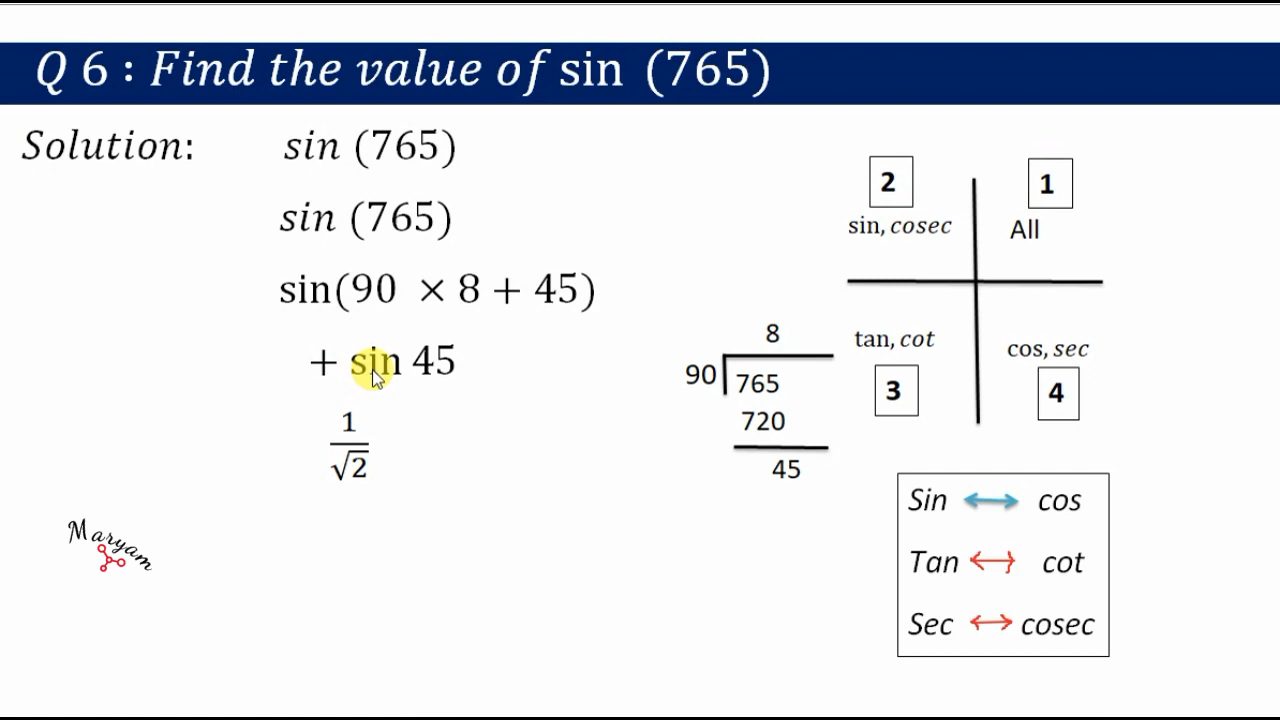 Q 6 : Find the value of sin (765)
Solution: sin (765)
sin (765)
sin(90 × 8 + 45)
+ sin 45
1
√2
8
90 765
720
45
2 1
sin, cosec All
tan, cot cos, sec
3 4
Sin ↔ cos
Tan ↔ cot
Sec ↔ cosec
Maryam